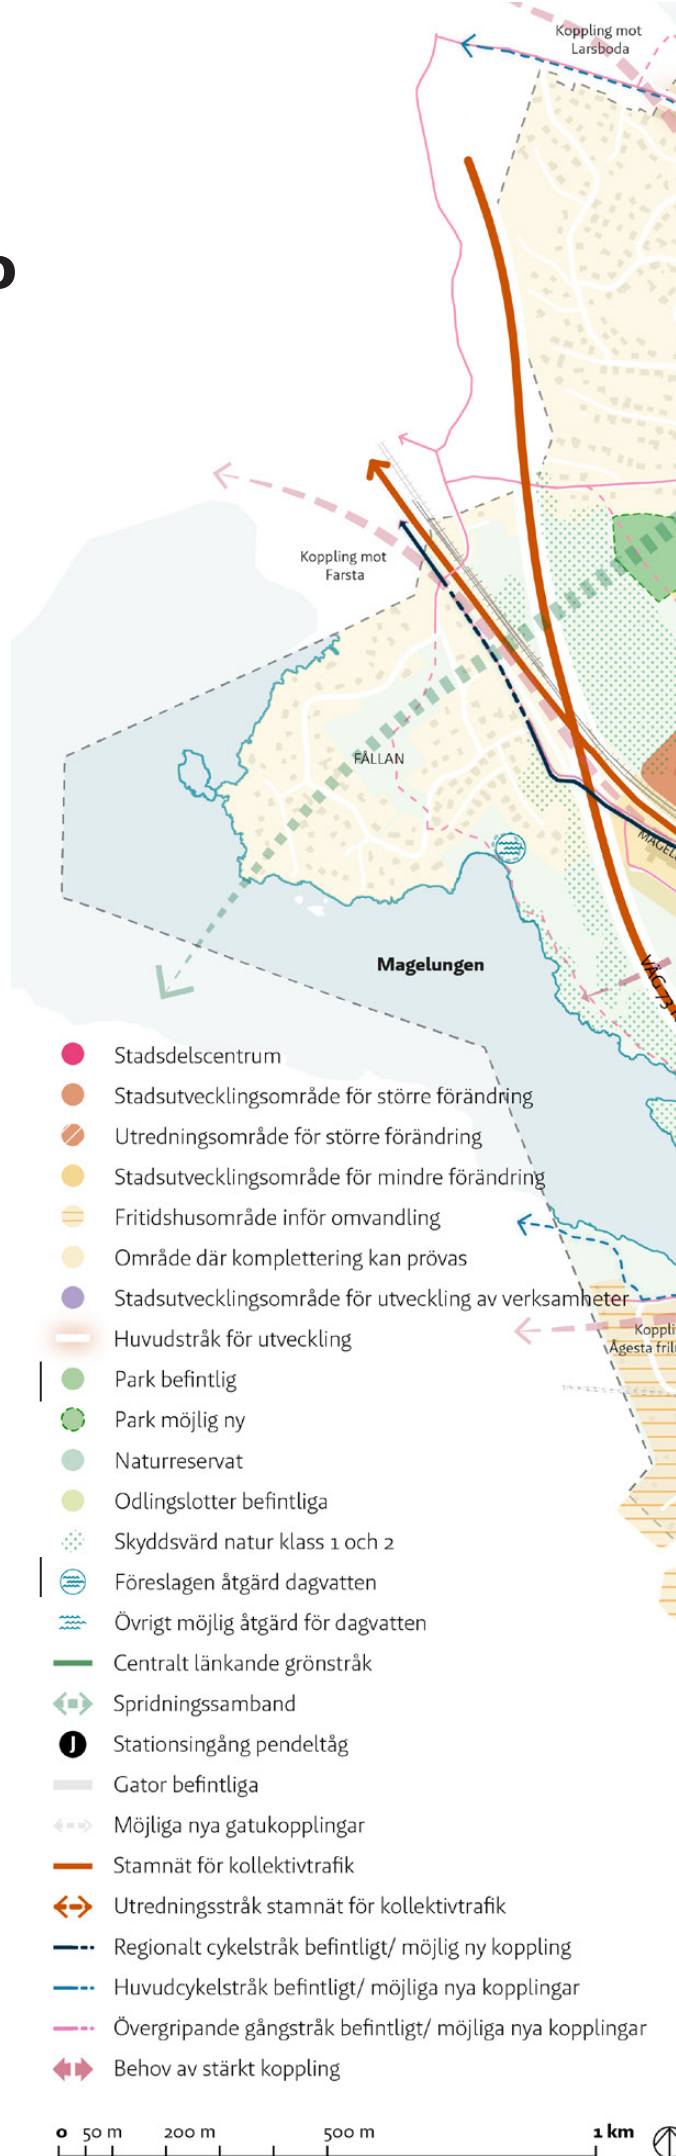 Koppling mot
Larsboda
Koppling mot
Farsta
FÅLLAN
Magelungen
VÄG 73
Ågesta
Stadsdelscentrum
Stadsutvecklingsområde för större förändring
Utredningsområde för större förändring
Stadsutvecklingsområde för mindre förändring
Fritidshusområde inför omvandling
Område där komplettering kan prövas
Stadsutvecklingsområde för utveckling av verksamheter
Huvudstråk för utveckling
Park befintlig
Park möjlig ny
Naturreservat
Odlingslotter befintliga
Skyddsvärd natur klass 1 och 2
Föreslagen åtgärd dagvatten
Övrigt möjlig åtgärd för dagvatten
Centralt länkande grönstråk
Spridningssamband
J Stationsingång pendeltåg
Gator befintliga
Möjliga nya gatukopplingar
Stamnät för kollektivtrafik
Utredningsstråk stamnät för kollektivtrafik
Regionalt cykelstråk befintligt/ möjlig ny koppling
Huvudcykelstråk befintligt/ möjliga nya kopplingar
Övergripande gångstråk befintligt/ möjliga nya kopplingar
Behov av stärkt koppling
0 50 m 200 m 500 m 1 km